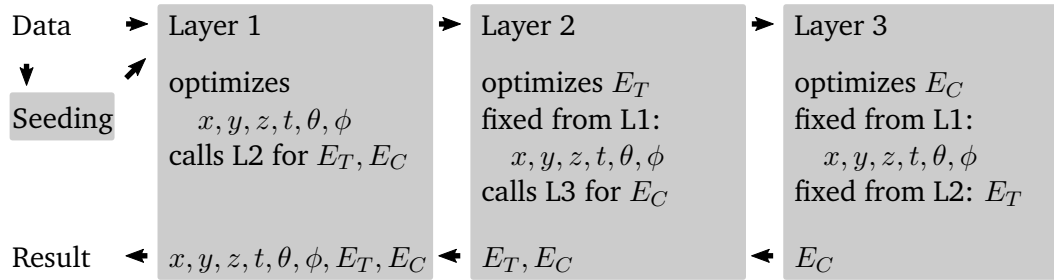 Data Layer 1 Layer 2 Layer 3
optimizes optimizes E_T optimizes E_C
Seeding x, y, z, t, θ, ϕ fixed from L1: fixed from L1:
calls L2 for E_T, E_C x, y, z, t, θ, ϕ x, y, z, t, θ, ϕ
calls L3 for E_C fixed from L2: E_T
Result x, y, z, t, θ, ϕ, E_T, E_C E_T, E_C E_C